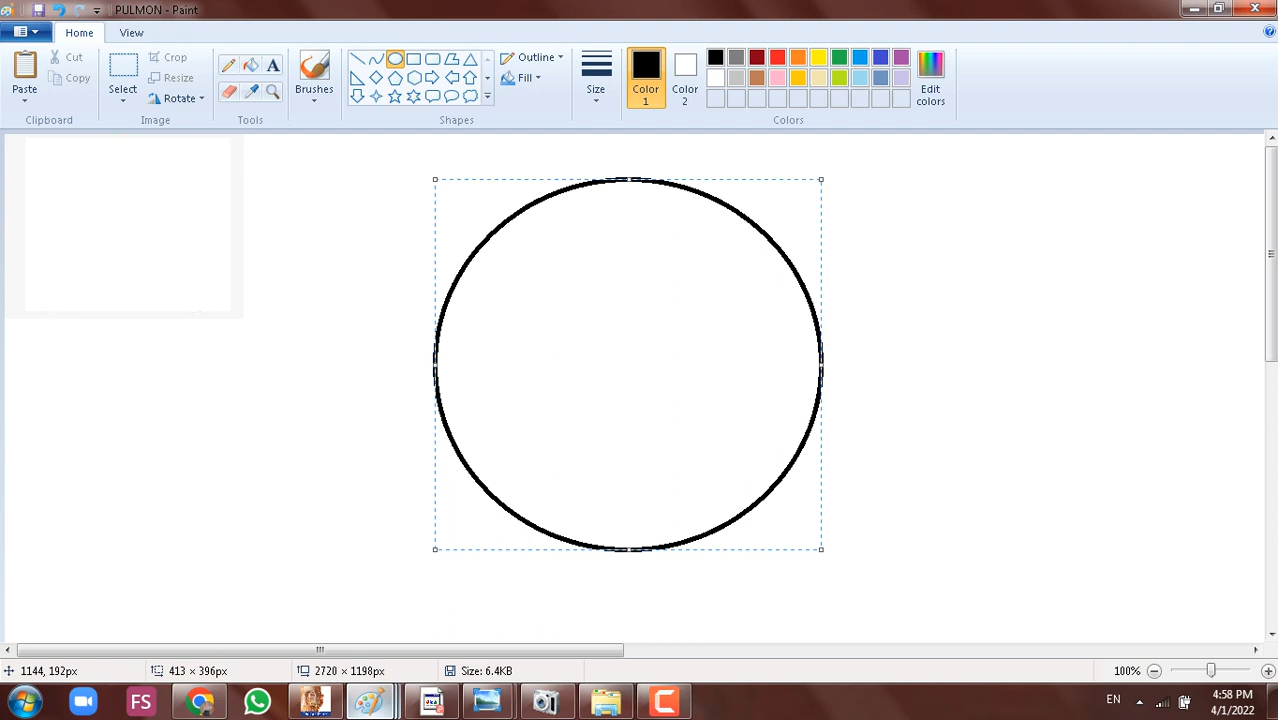 PULMON - Paint
Home
View
Paste
Cut
Copy
Clipboard
Select
Crop
Resize
Rotate
Image
A
Tools
Brushes
Outline
Fill
Shapes
Size
Color
1
Color
2
Edit
colors
Colors
1144, 192px
413 × 396px
2720 × 1198px
Size: 6.4KB
100%
FS
EN
4:58 PM
4/1/2022